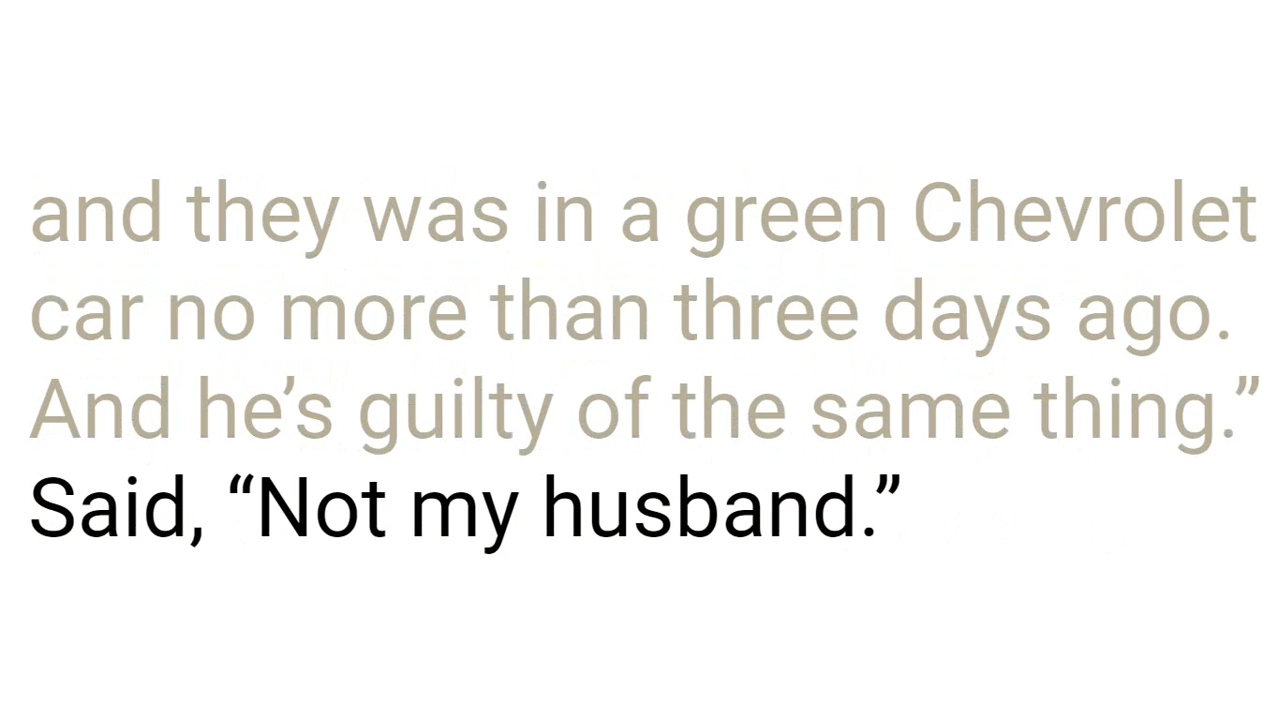 and they was in a green Chevrolet
car no more than three days ago.
And he’s guilty of the same thing.”
Said, “Not my husband.”